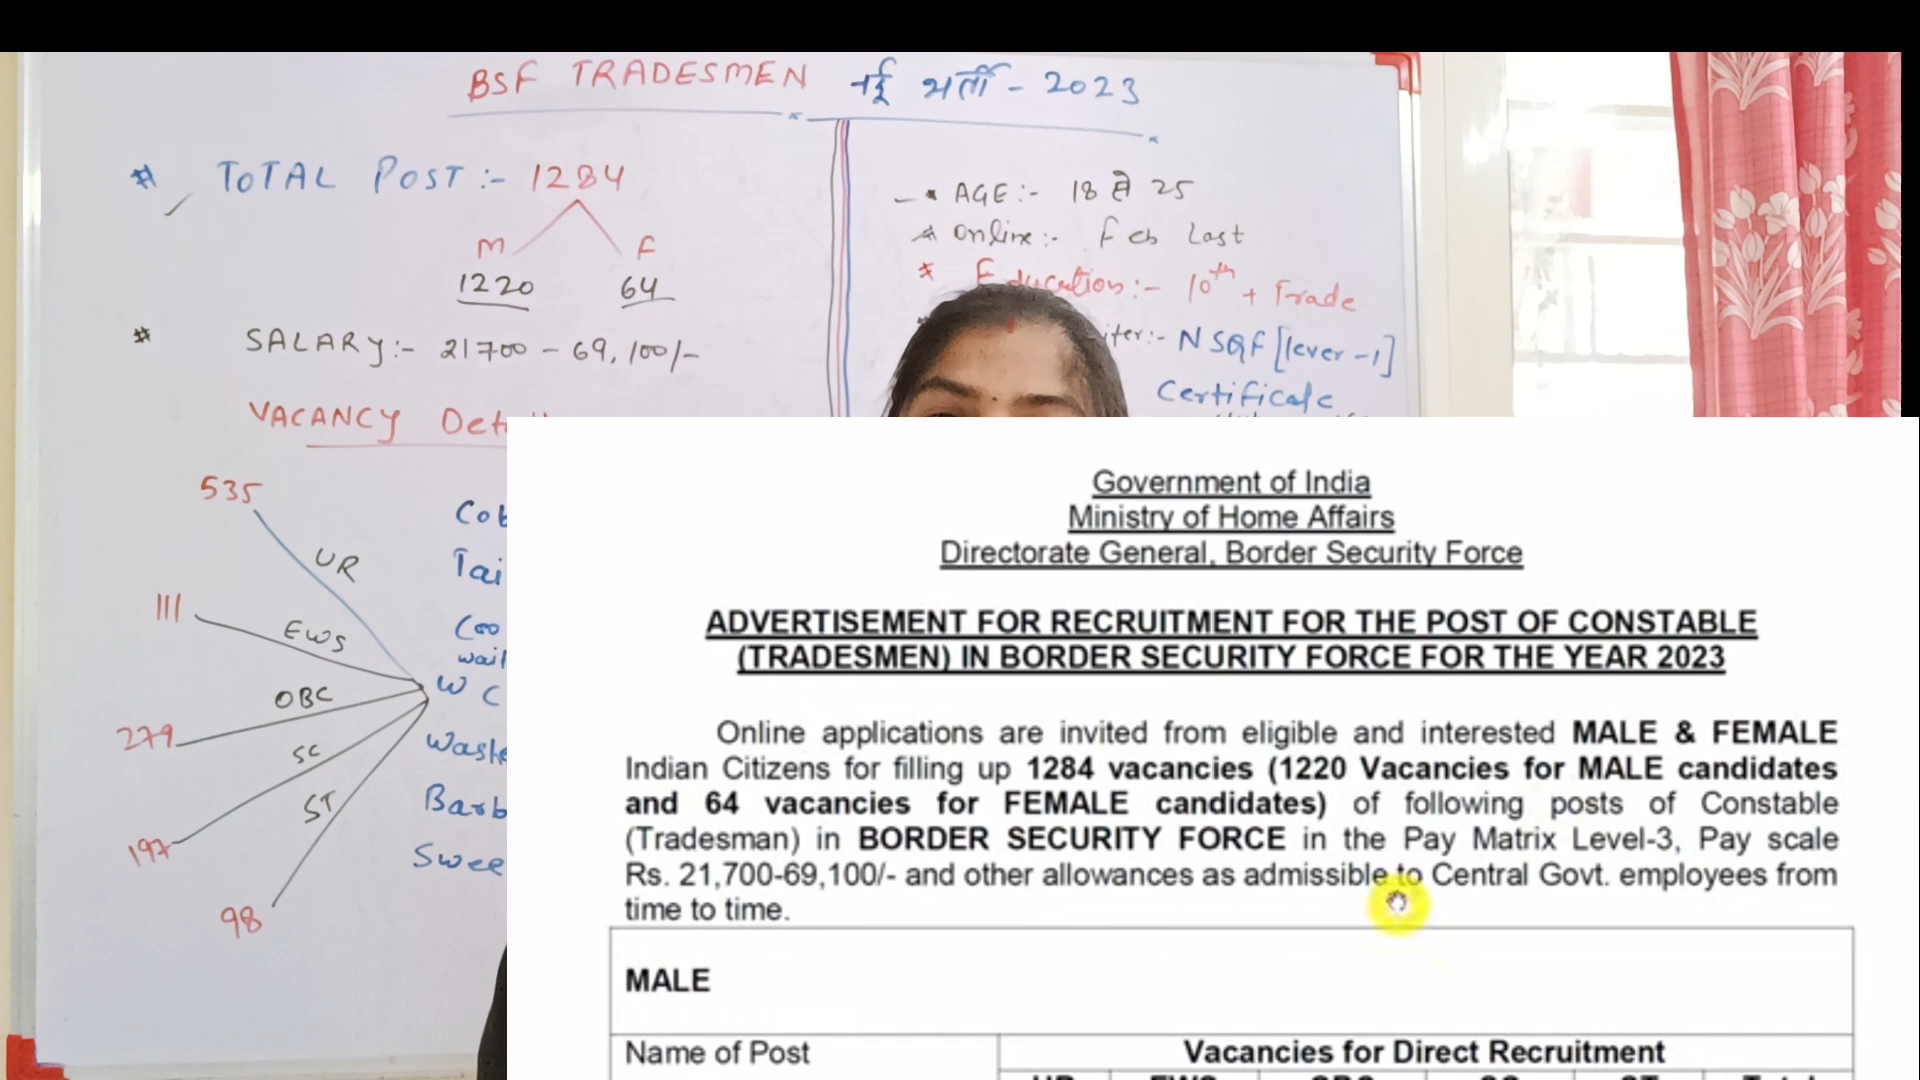 BSF TRADESMEN नई भर्ती - 2023
# TOTAL POST :- 1284
M F
1220 64
# SALARY :- 21700 - 69,100/-
VACANCY
535
UR
111
EWS
OBC
279
SC
197
ST
98
W C
AGE :- 18 से 25
Online :- Feb Last
* Education :- 10th + Trade
NSQF [lever -1]
Certificate
Government of India
Ministry of Home Affairs
Directorate General, Border Security Force
ADVERTISEMENT FOR RECRUITMENT FOR THE POST OF CONSTABLE
(TRADESMEN) IN BORDER SECURITY FORCE FOR THE YEAR 2023
Online applications are invited from eligible and interested MALE & FEMALE
Indian Citizens for filling up 1284 vacancies (1220 Vacancies for MALE candidates
and 64 vacancies for FEMALE candidates) of following posts of Constable
(Tradesman) in BORDER SECURITY FORCE in the Pay Matrix Level-3, Pay scale
Rs. 21,700-69,100/- and other allowances as admissible to Central Govt. employees from
time to time.
MALE
Name of Post
Vacancies for Direct Recruitment